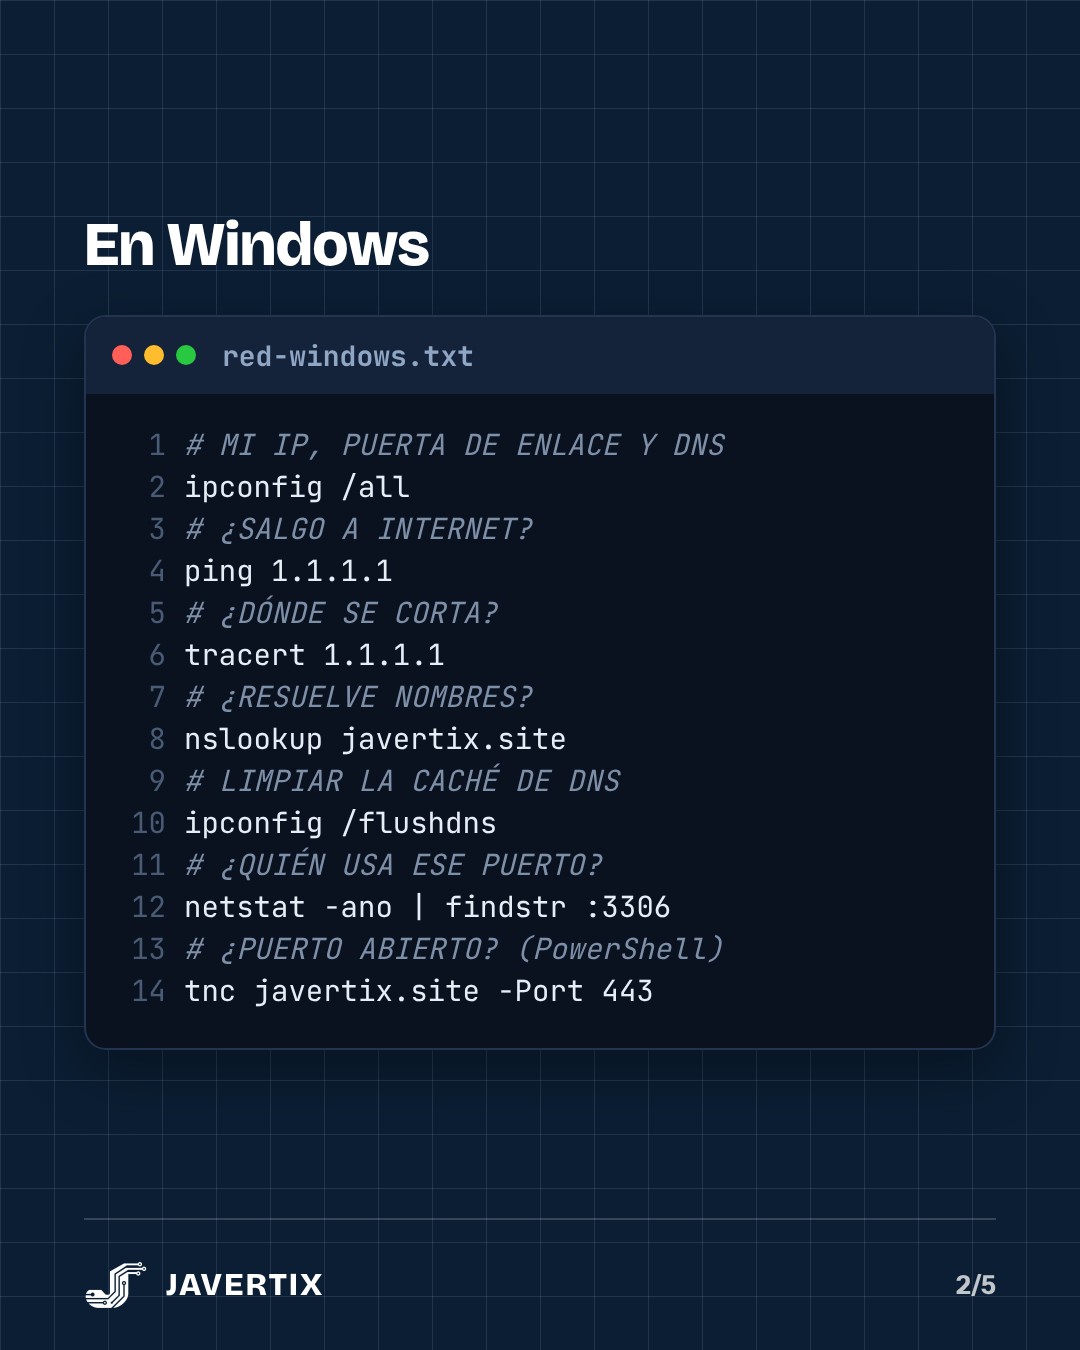 En Windows
red-windows.txt
1 # MI IP, PUERTA DE ENLACE Y DNS
2 ipconfig /all
3 # ¿SALGO A INTERNET?
4 ping 1.1.1.1
5 # ¿DÓNDE SE CORTA?
6 tracert 1.1.1.1
7 # ¿RESUELVE NOMBRES?
8 nslookup javertix.site
9 # LIMPIAR LA CACHÉ DE DNS
10 ipconfig /flushdns
11 # ¿QUIÉN USA ESE PUERTO?
12 netstat -ano | findstr :3306
13 # ¿PUERTO ABIERTO? (PowerShell)
14 tnc javertix.site -Port 443
JAVERTIX
2/5